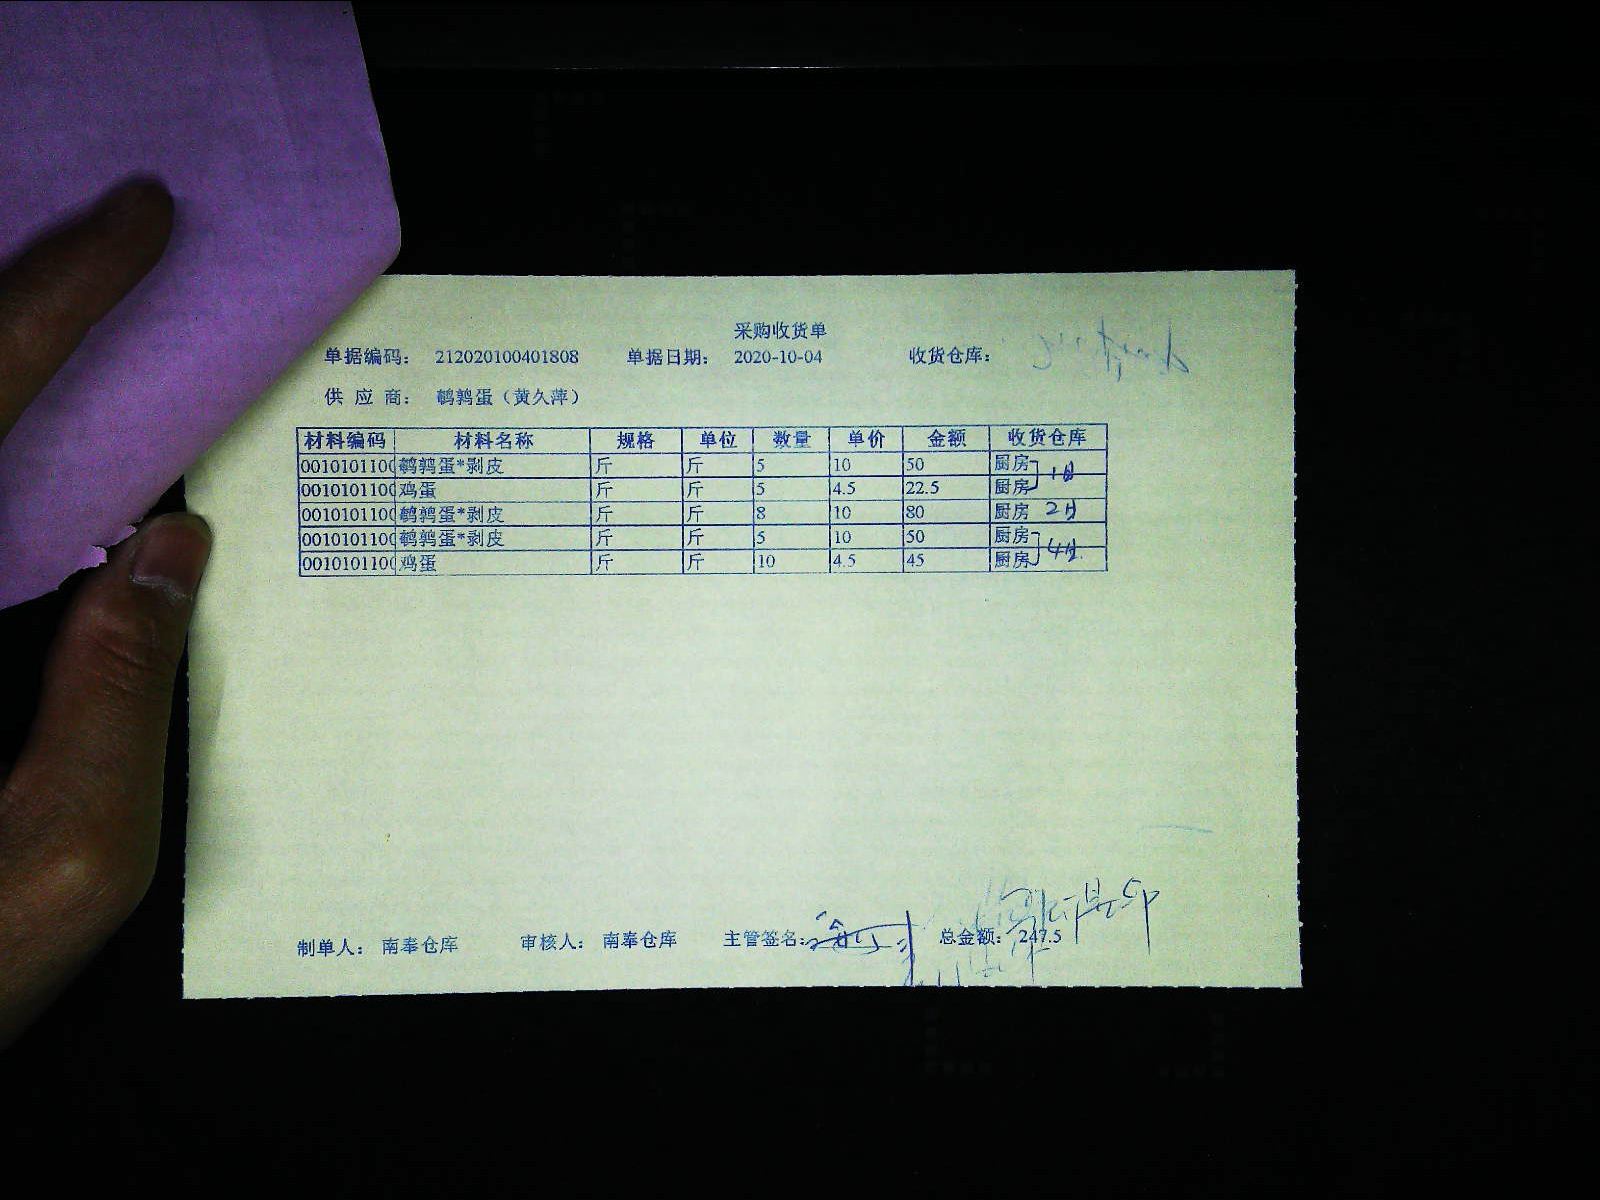 采购收货单
单据编码: 212020100401808 单据日期: 2020-10-04 收货仓库:
供 应 商: 鹌鹑蛋(黄久萍)
材料编码 材料名称 规格 单位 数量 单价 金额 收货仓库
0010101100 鹌鹑蛋*剥皮 斤 斤 5 10 50 厨房
0010101100 鸡蛋 斤 斤 5 4.5 22.5 厨房 1日
0010101100 鹌鹑蛋*剥皮 斤 斤 8 10 80 厨房 2日
0010101100 鹌鹑蛋*剥皮 斤 斤 5 10 50 厨房
0010101100 鸡蛋 斤 斤 10 4.5 45 厨房 4日
制单人: 南奉仓库 审核人: 南奉仓库 主管签名: 总金额: 247.5